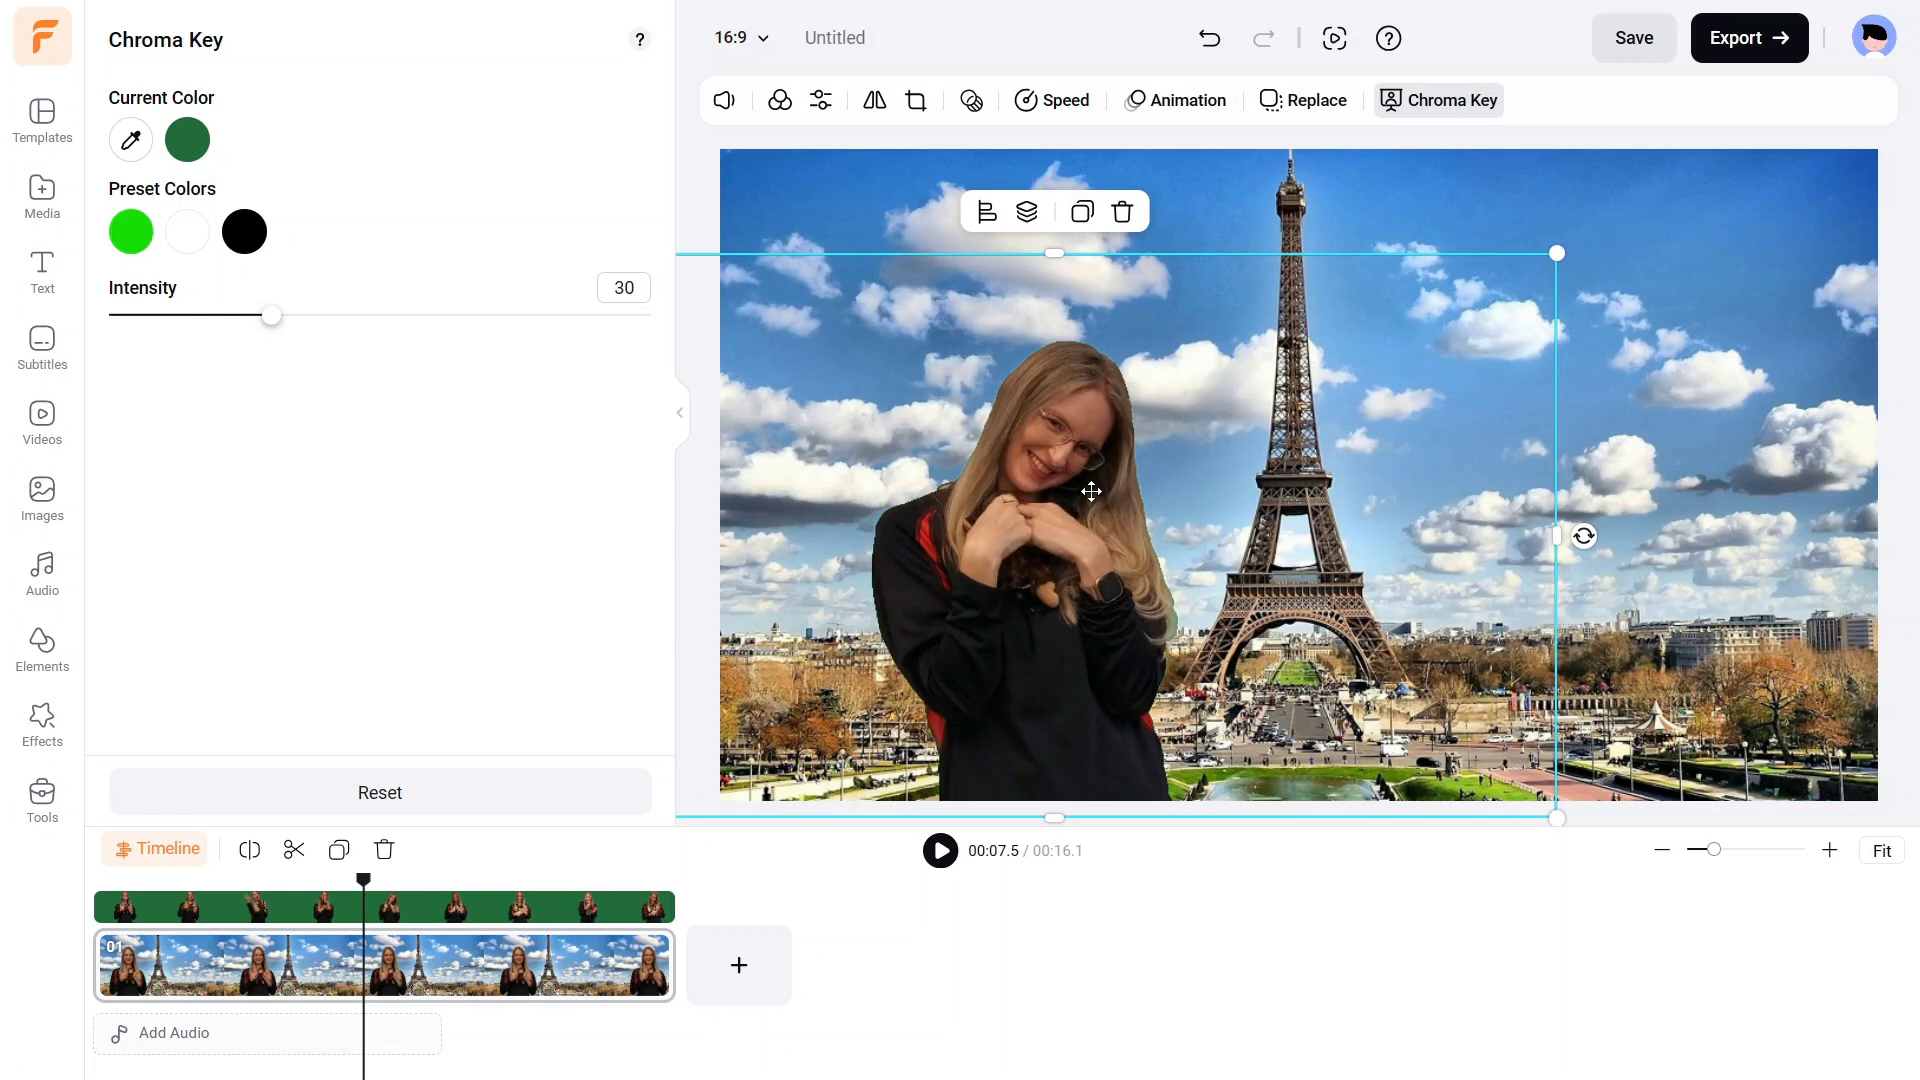 Chroma Key
?
Current Color
Preset Colors
Intensity
30
Reset
Templates
Media
Text
Subtitles
Videos
Images
Audio
Elements
Effects
Tools
16:9
Untitled
?
Save
Export
Speed
Animation
Replace
Chroma Key
Timeline
00:07.5 / 00:16.1
Fit
01
+
Add Audio